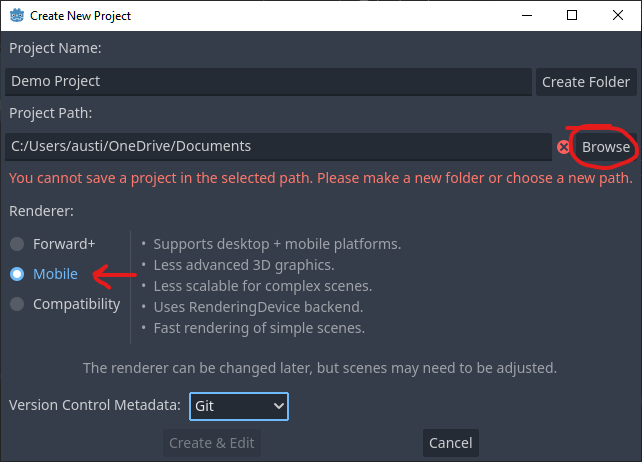 Create New Project
Project Name:
Demo Project
Create Folder
Project Path:
C:/Users/austi/OneDrive/Documents
Browse
You cannot save a project in the selected path. Please make a new folder or choose a new path.
Renderer:
Forward+
Mobile
Compatibility
• Supports desktop + mobile platforms.
• Less advanced 3D graphics.
• Less scalable for complex scenes.
• Uses RenderingDevice backend.
• Fast rendering of simple scenes.
The renderer can be changed later, but scenes may need to be adjusted.
Version Control Metadata: Git
Create & Edit
Cancel